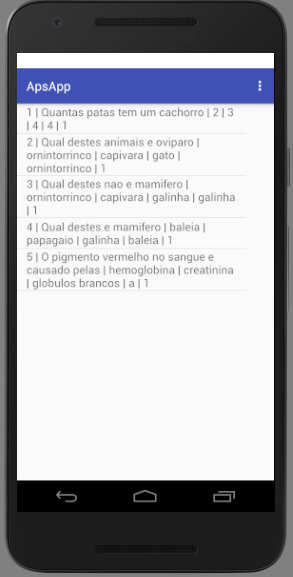 ApsApp
1 | Quantas patas tem um cachorro | 2 | 3
| 4 | 4 | 1
2 | Qual destes animais e oviparo |
ornintorrinco | capivara | gato |
ornintorrinco | 1
3 | Qual destes nao e mamifero |
ornintorrinco | capivara | galinha | galinha
| 1
4 | Qual destes e mamifero | baleia |
papagaio | galinha | baleia | 1
5 | O pigmento vermelho no sangue e
causado pelas | hemoglobina | creatinina
| globulos brancos | a | 1